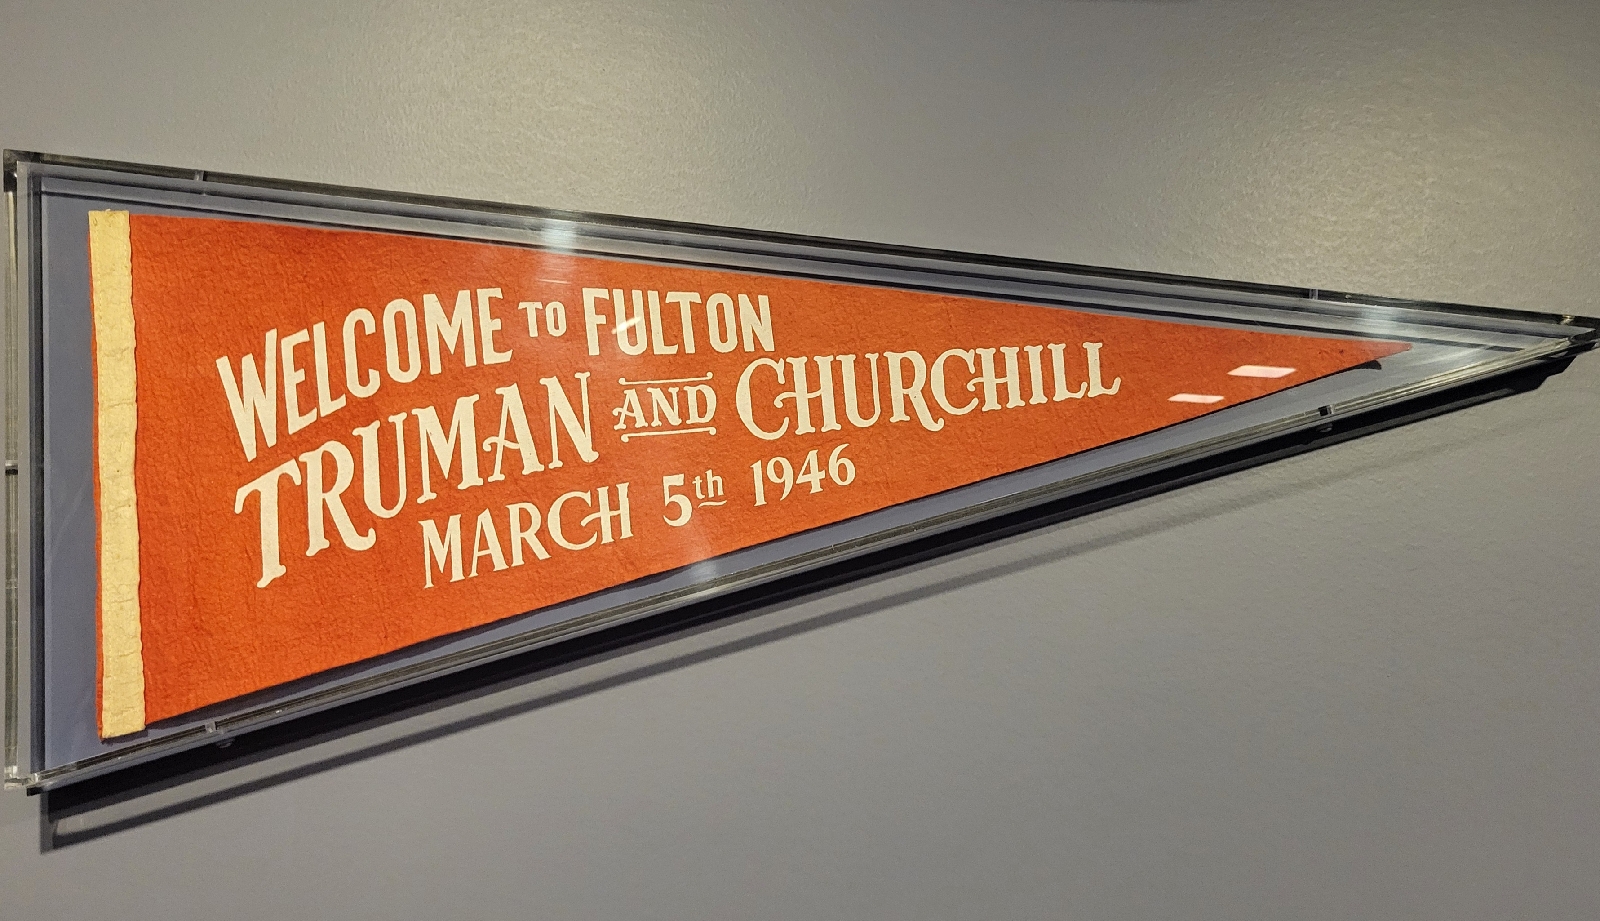 WELCOME TO FULTON
TRUMAN AND CHURCHILL
MARCH 5th 1946